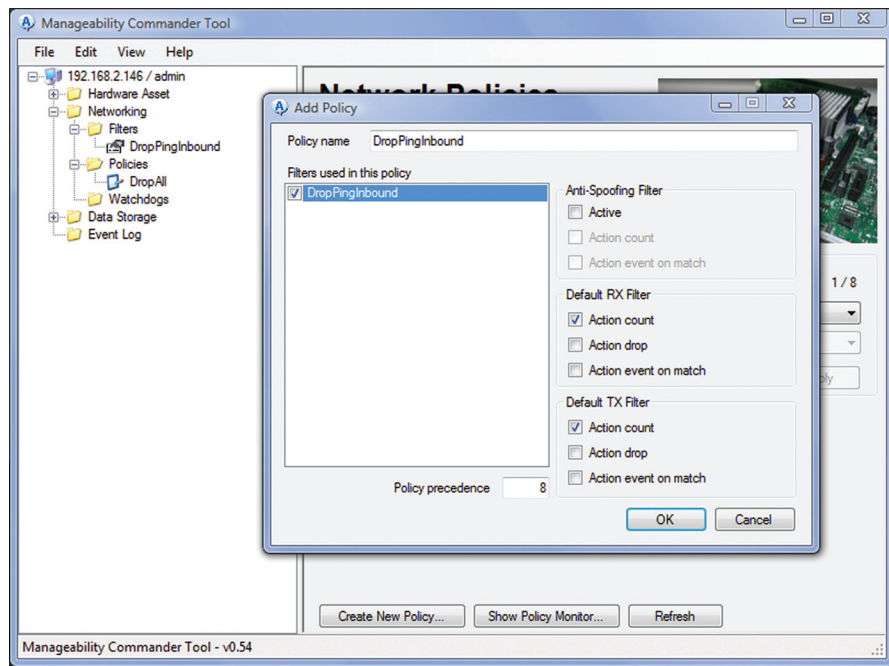 Manageability Commander Tool
File Edit View Help
192.168.2.146 / admin
Hardware Asset
Networking
Filters
DropPingInbound
Policies
DropAll
Watchdogs
Data Storage
Event Log
Network Policies
1 / 8
Add Policy
Policy name DropPingInbound
Filters used in this policy
DropPingInbound
Anti-Spoofing Filter
Active
Action count
Action event on match
Default RX Filter
Action count
Action drop
Action event on match
Default TX Filter
Action count
Action drop
Action event on match
Policy precedence 8
OK Cancel
Create New Policy... Show Policy Monitor... Refresh
Manageability Commander Tool - v0.54